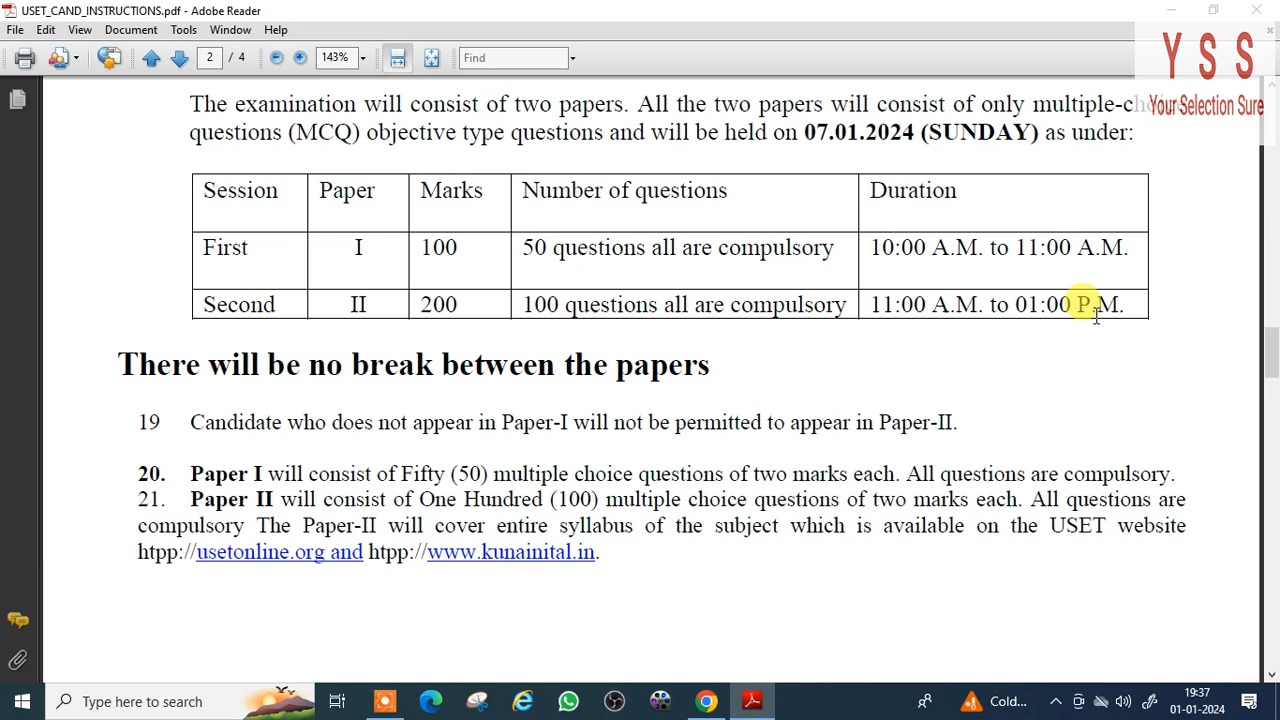 USET_CAND_INSTRUCTIONS.pdf - Adobe Reader
File Edit View Document Tools Window Help
2 / 4 143% Find
Y S S
Your Selection Sure
The examination will consist of two papers. All the two papers will consist of only multiple-choice
questions (MCQ) objective type questions and will be held on 07.01.2024 (SUNDAY) as under:
Session Paper Marks Number of questions Duration
First I 100 50 questions all are compulsory 10:00 A.M. to 11:00 A.M.
Second II 200 100 questions all are compulsory 11:00 A.M. to 01:00 P.M.
There will be no break between the papers
19 Candidate who does not appear in Paper-I will not be permitted to appear in Paper-II.
20. Paper I will consist of Fifty (50) multiple choice questions of two marks each. All questions are compulsory.
21. Paper II will consist of One Hundred (100) multiple choice questions of two marks each. All questions are
compulsory The Paper-II will cover entire syllabus of the subject which is available on the USET website
htpp://usetonline.org and htpp://www.kunainital.in.
Type here to search
Cold...
19:37
01-01-2024